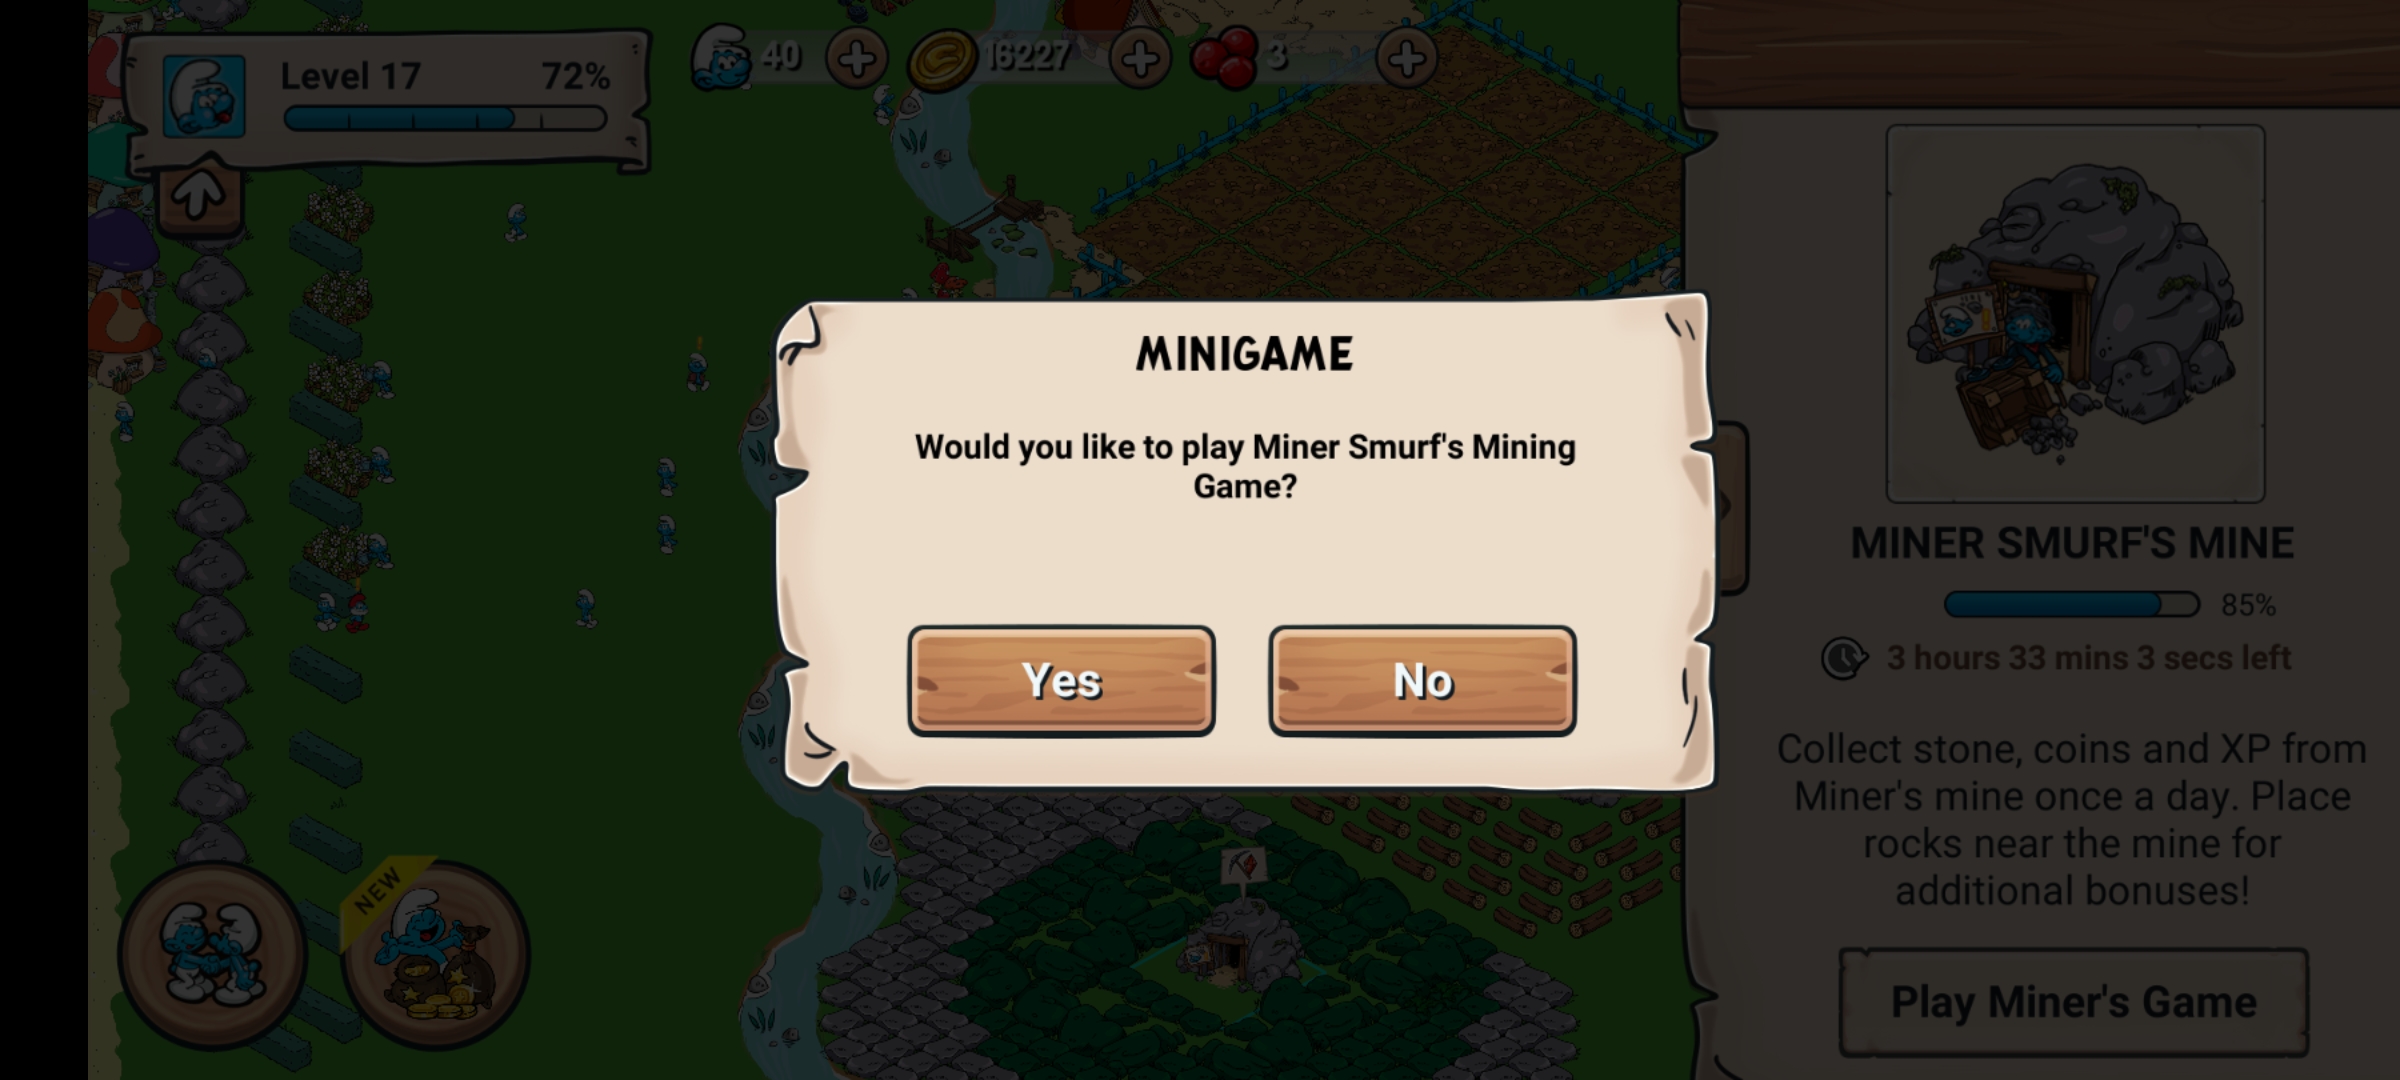 Level 17 72%
40
16227
3
MINIGAME
Would you like to play Miner Smurf's Mining
Game?
Yes
No
MINER SMURF'S MINE
85%
3 hours 33 mins 3 secs left
Collect stone, coins and XP from
Miner's mine once a day. Place
rocks near the mine for
additional bonuses!
Play Miner's Game
NEW